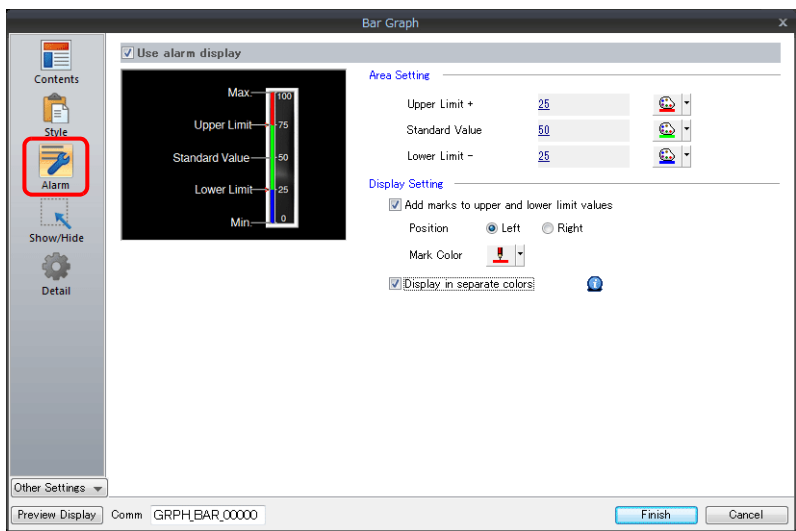 Bar Graph
x
Contents
Style
Alarm
Show/Hide
Detail
Use alarm display
Max.
100
Upper Limit
75
Standard Value
50
Lower Limit
25
Min.
0
Area Setting
Upper Limit + 25
Standard Value 50
Lower Limit - 25
Display Setting
Add marks to upper and lower limit values
Position Left Right
Mark Color
Display in separate colors
Other Settings
Preview Display Comm GRPH_BAR_00000 Finish Cancel